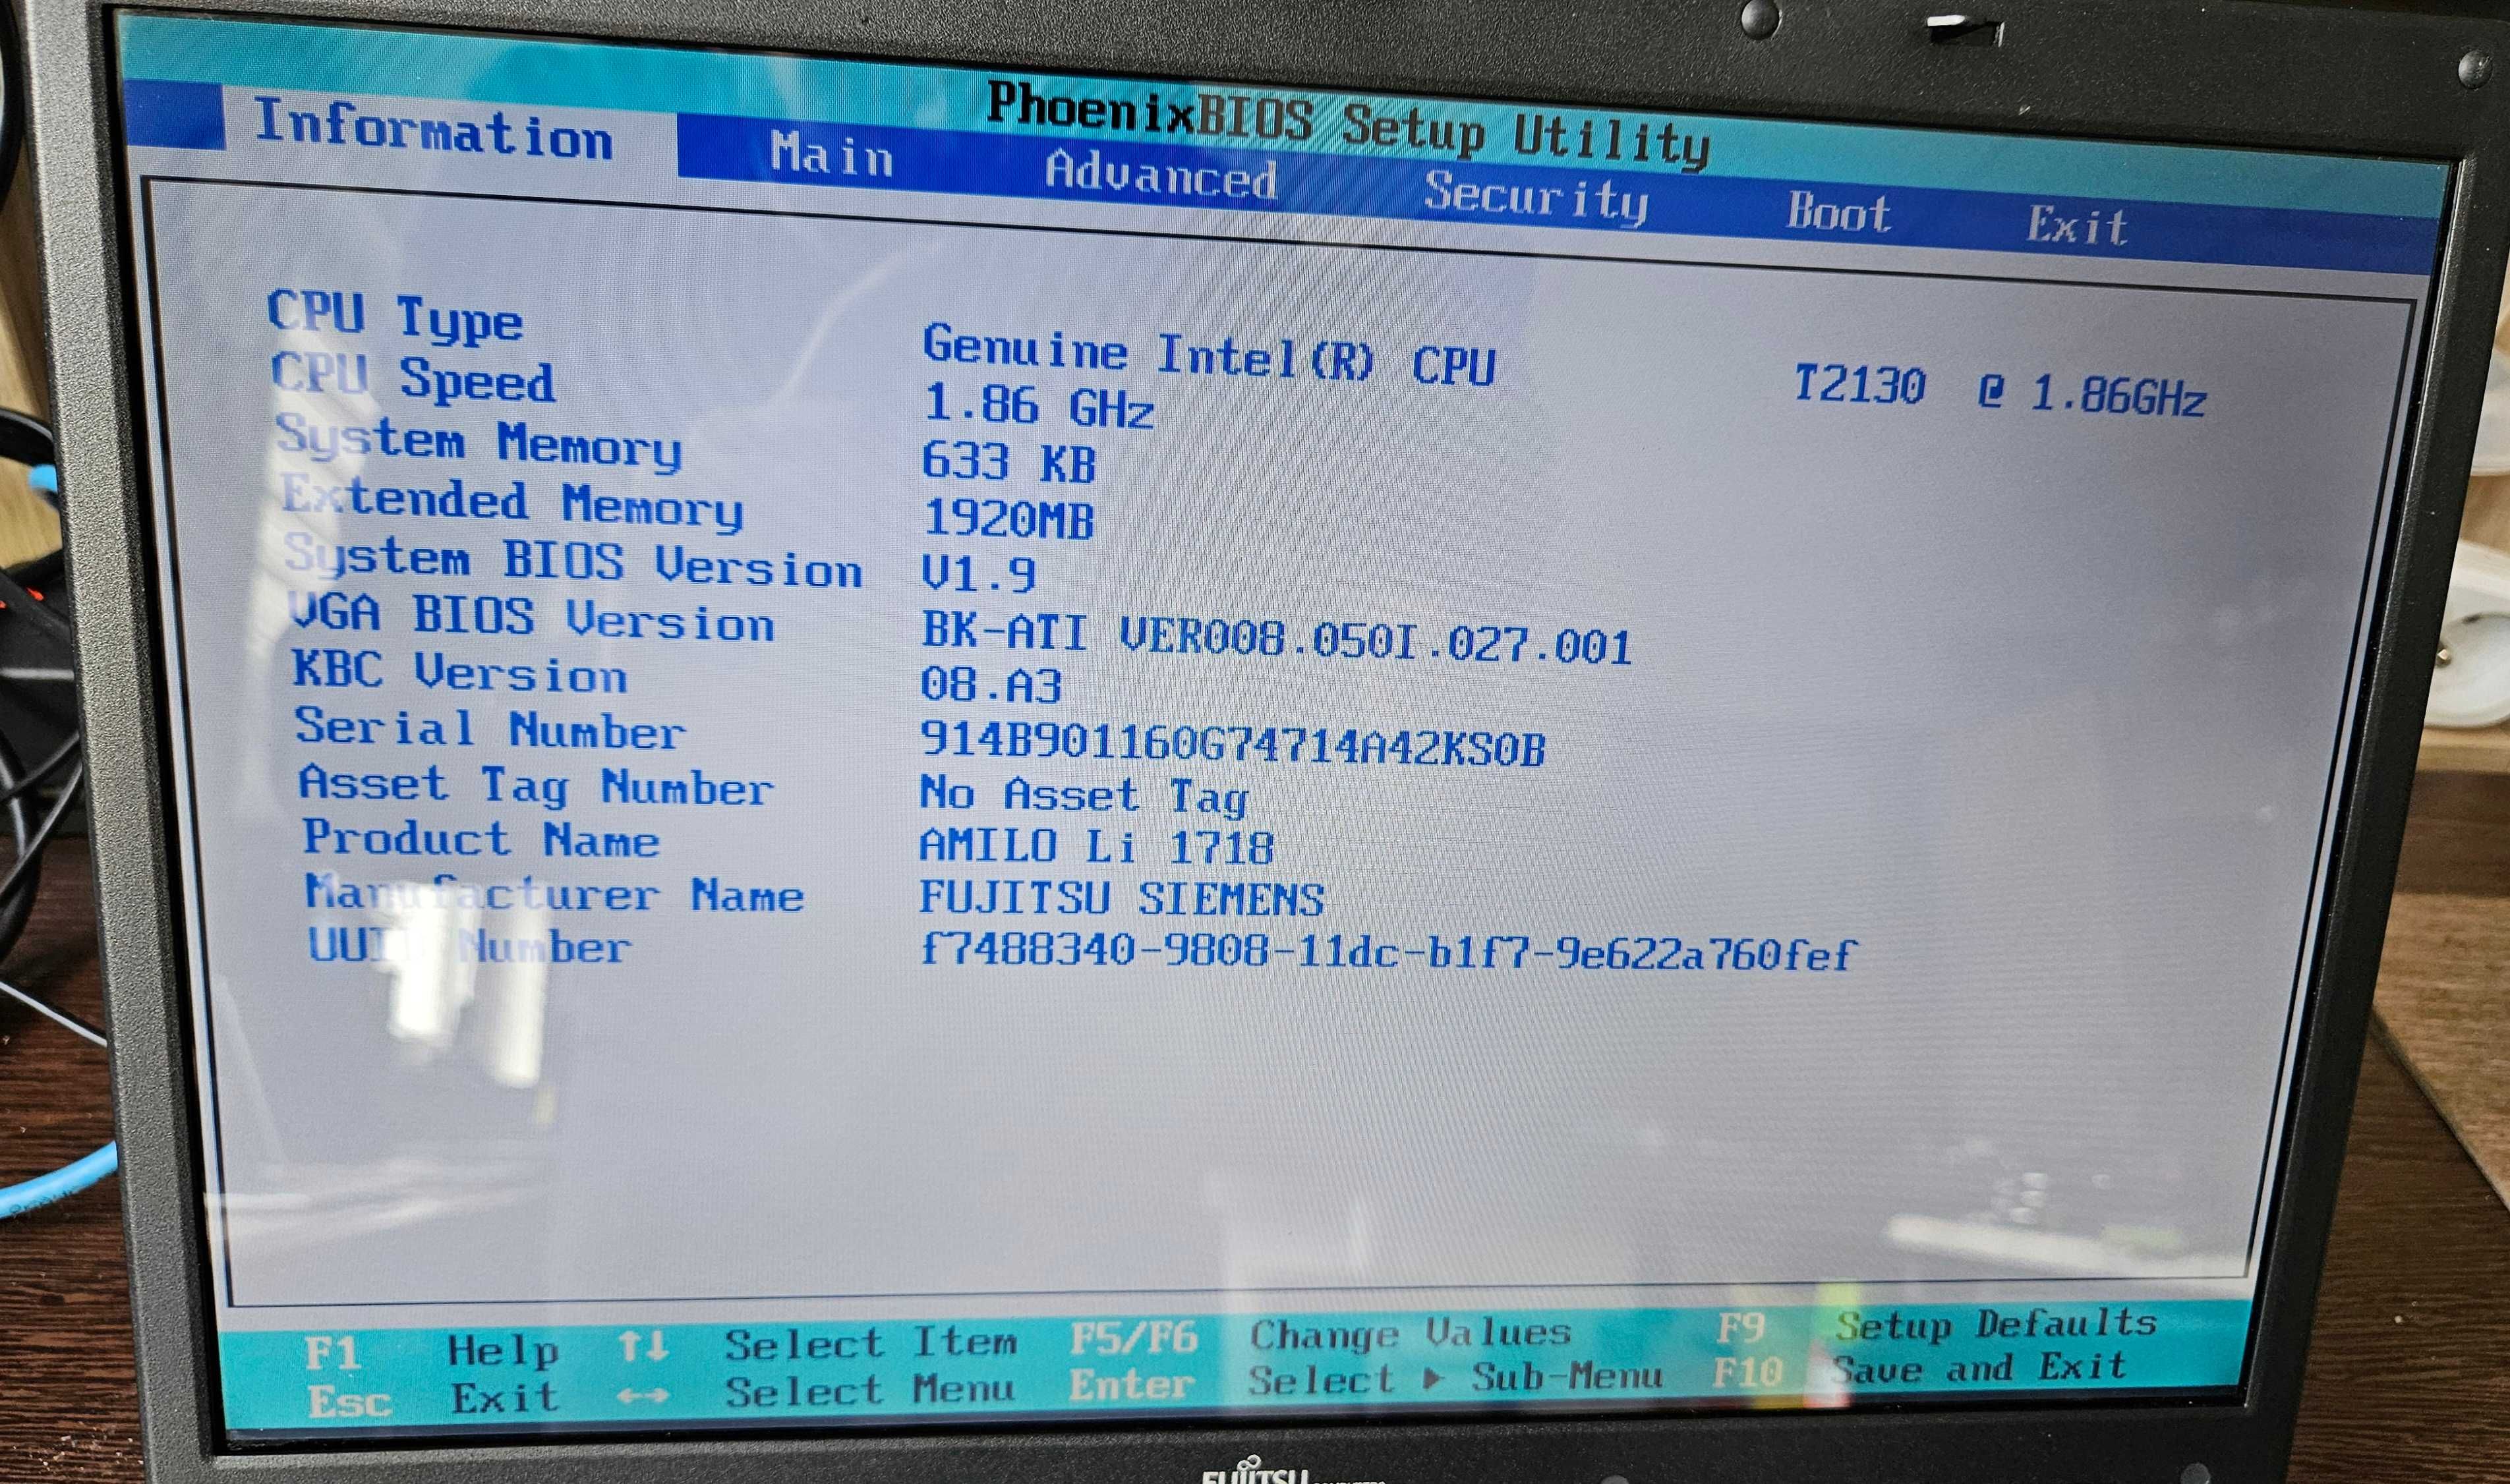 PhoenixBIOS Setup Utility
Information Main Advanced Security Boot Exit
CPU Type Genuine Intel(R) CPU T2130 @ 1.86GHz
CPU Speed 1.86 GHz
System Memory 633 KB
Extended Memory 1920MB
System BIOS Version V1.9
VGA BIOS Version BK-ATI VER008.050I.027.001
KBC Version 08.A3
Serial Number 914B901160G74714A42KS0B
Asset Tag Number No Asset Tag
Product Name AMILO Li 1718
Manufacturer Name FUJITSU SIEMENS
UUID Number f7488340-9808-11dc-b1f7-9e622a760fef
F1 Help ↑↓ Select Item F5/F6 Change Values F9 Setup Defaults
Esc Exit ↔ Select Menu Enter Select ▶ Sub-Menu F10 Save and Exit
FUJITSU